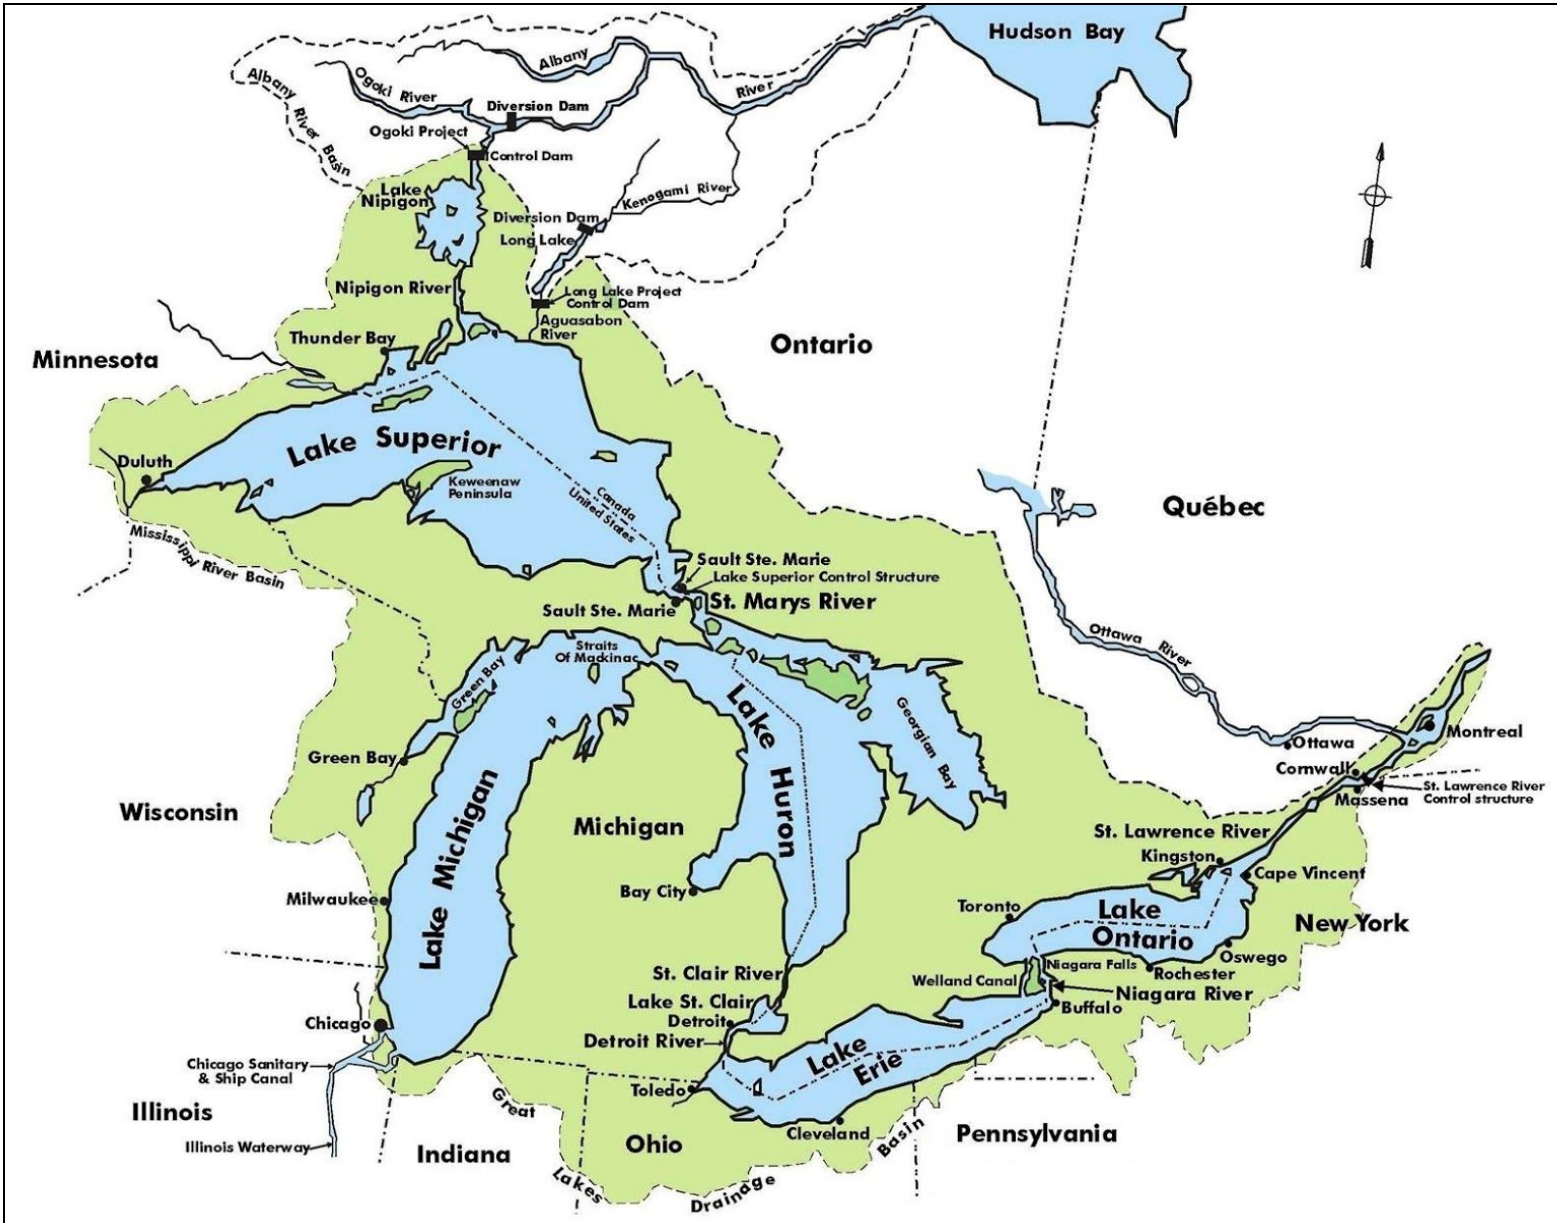 Hudson Bay
Albany
River
Albany River Basin
Ogoki River
Diversion Dam
Ogoki Project
Control Dam
Lake
Nipigon
Kenogami River
Diversion Dam
Long Lake
Nipigon River
Long Lake Project
Control Dam
Aguasabon
River
Thunder Bay
Minnesota
Ontario
Lake Superior
Duluth
Keweenaw
Peninsula
Canada
United States
Québec
Mississippi River Basin
Sault Ste. Marie
Lake Superior Control Structure
St. Marys River
Sault Ste. Marie
Straits
Of Mackinac
Green Bay
Ottawa River
Lake Huron
Georgian Bay
Green Bay
Ottawa
Montreal
Cornwall
Massena
St. Lawrence River
Control structure
Wisconsin
Lake Michigan
Michigan
St. Lawrence River
Kingston
Cape Vincent
Bay City
Milwaukee
Toronto
Lake
Ontario
New York
Oswego
Rochester
Niagara Falls
Welland Canal
Niagara River
Buffalo
St. Clair River
Lake St. Clair
Detroit
Detroit River
Chicago
Lake
Erie
Chicago Sanitary
& Ship Canal
Toledo
Illinois
Illinois Waterway
Indiana
Ohio
Cleveland
Pennsylvania
Great Lakes Drainage Basin